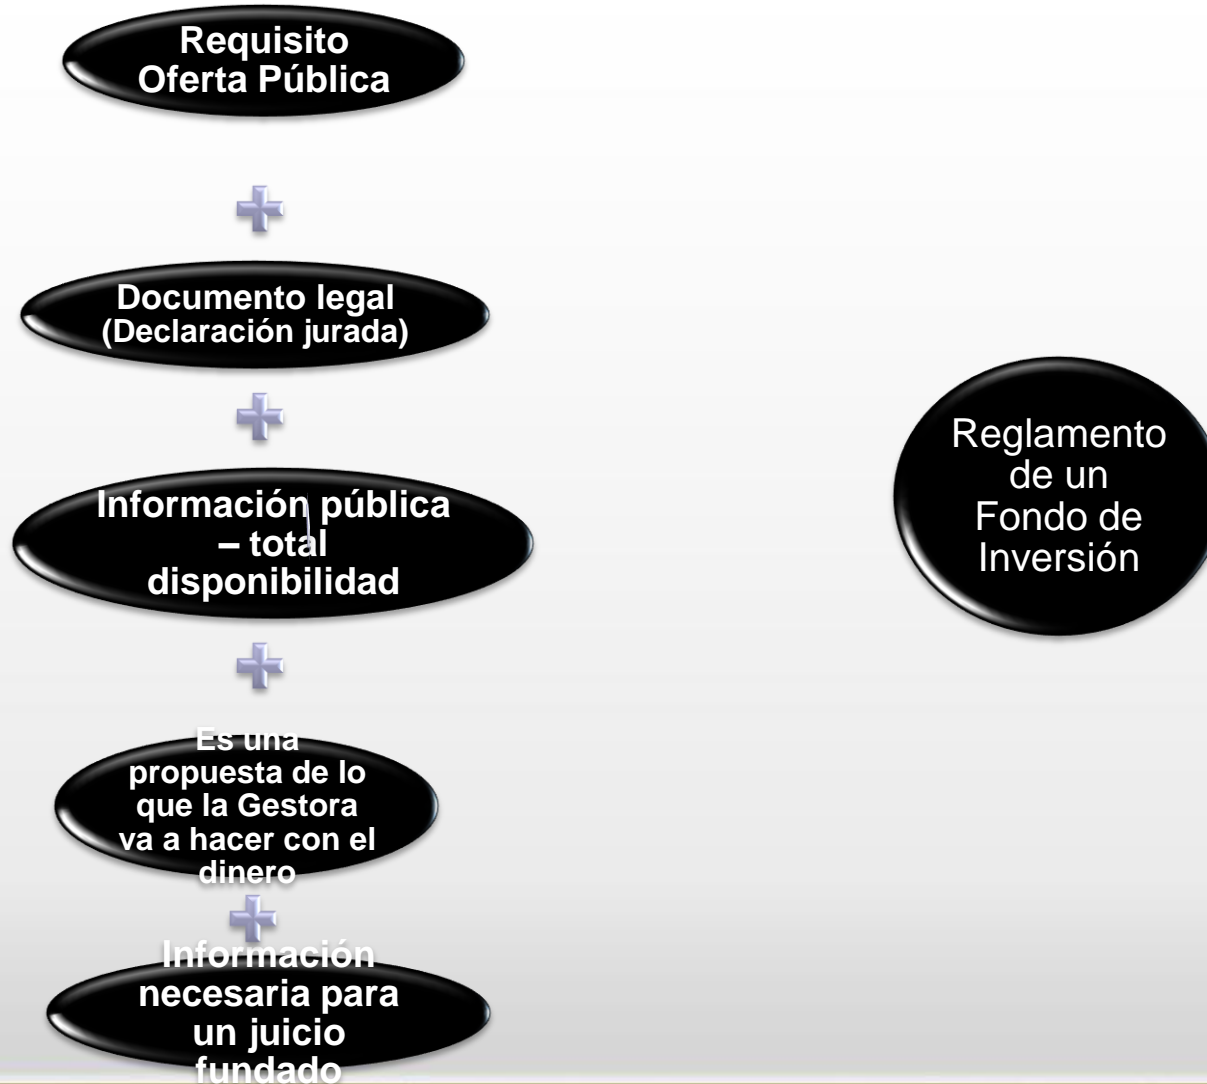 Requisito
Oferta Pública
Documento legal
(Declaración jurada)
Información pública
– total
disponibilidad
Es una
propuesta de lo
que la Gestora
va a hacer con el
dinero
Información
necesaria para
un juicio
fundado
Reglamento
de un
Fondo de
Inversión